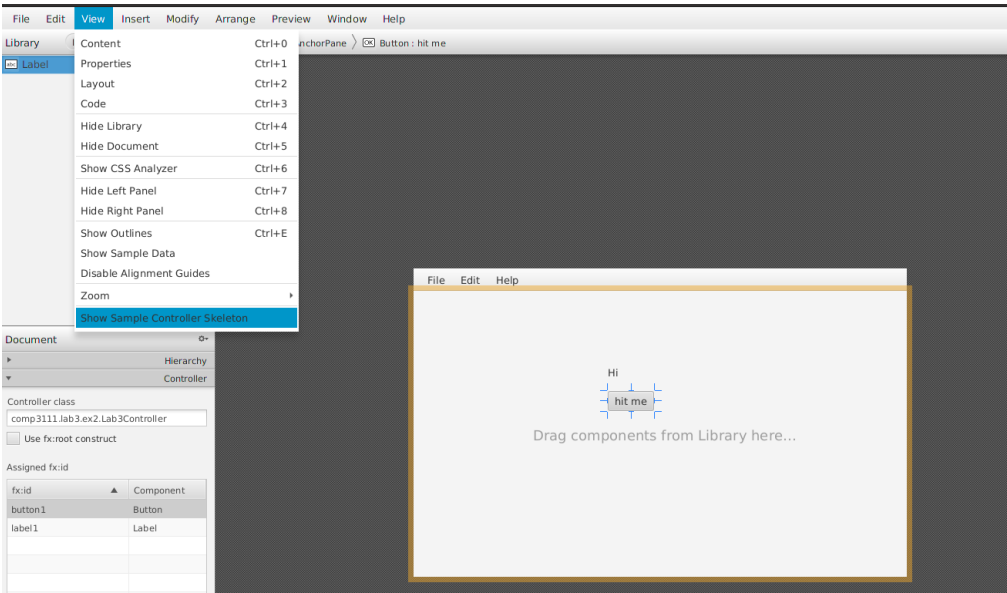 File Edit View Insert Modify Arrange Preview Window Help
Library
nchorPane OK Button : hit me
abc Label
Content Ctrl+0
Properties Ctrl+1
Layout Ctrl+2
Code Ctrl+3
Hide Library Ctrl+4
Hide Document Ctrl+5
Show CSS Analyzer Ctrl+6
Hide Left Panel Ctrl+7
Hide Right Panel Ctrl+8
Show Outlines Ctrl+E
Show Sample Data
Disable Alignment Guides
Zoom
Show Sample Controller Skeleton
Document
Hierarchy
Controller
Controller class
comp3111.lab3.ex2.Lab3Controller
Use fx:root construct
Assigned fx:id
fx:id Component
button1 Button
label1 Label
File Edit Help
Hi
hit me
Drag components from Library here...